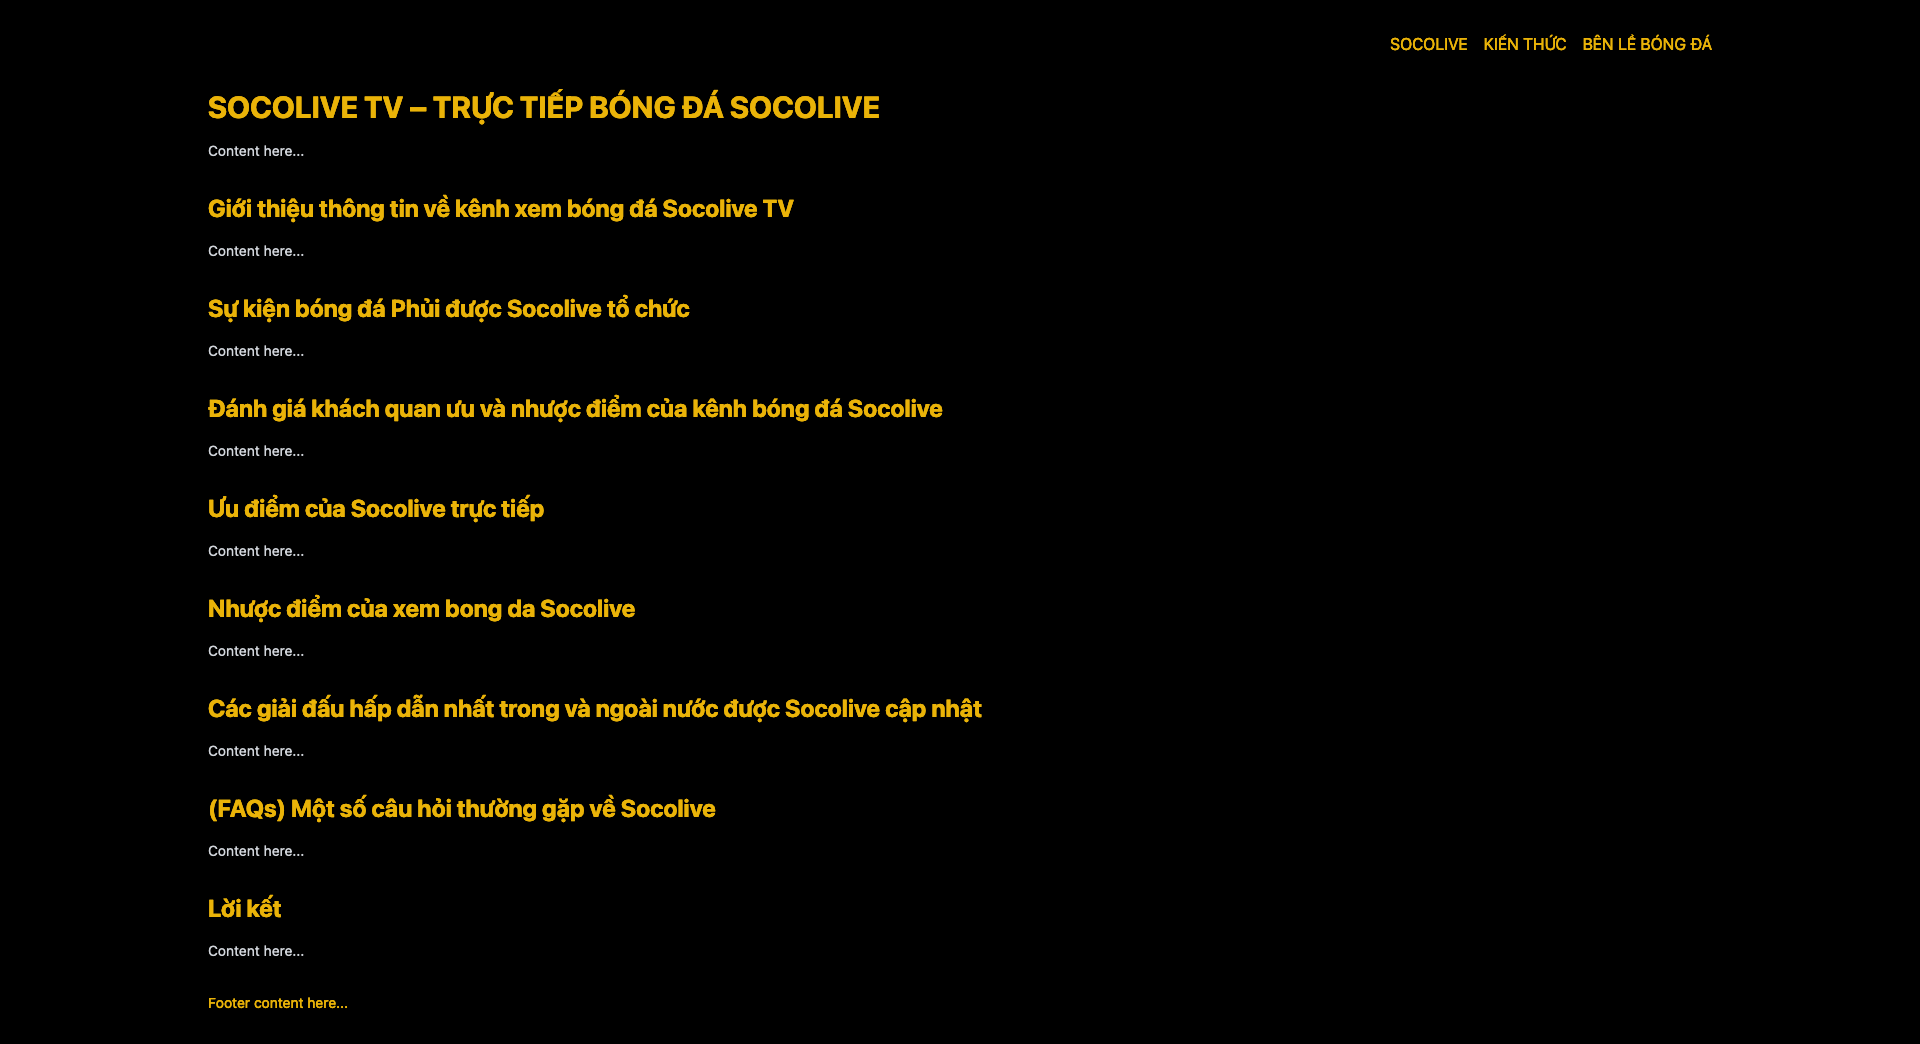 SOCOLIVE KIẾN THỨC BÊN LỀ BÓNG ĐÁ
SOCOLIVE TV – TRỰC TIẾP BÓNG ĐÁ SOCOLIVE
Content here...
Giới thiệu thông tin về kênh xem bóng đá Socolive TV
Content here...
Sự kiện bóng đá Phủi được Socolive tổ chức
Content here...
Đánh giá khách quan ưu và nhược điểm của kênh bóng đá Socolive
Content here...
Ưu điểm của Socolive trực tiếp
Content here...
Nhược điểm của xem bong da Socolive
Content here...
Các giải đấu hấp dẫn nhất trong và ngoài nước được Socolive cập nhật
Content here...
(FAQs) Một số câu hỏi thường gặp về Socolive
Content here...
Lời kết
Content here...
Footer content here...